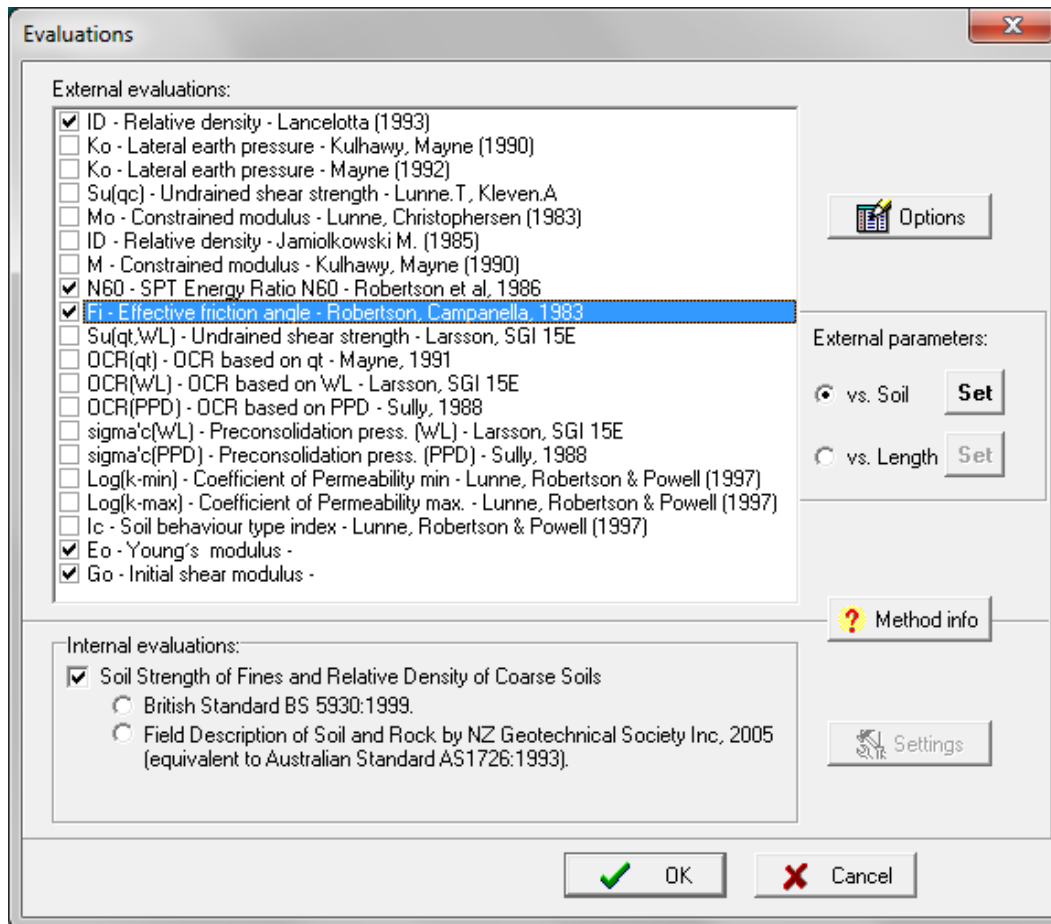 Evaluations
External evaluations:
ID - Relative density - Lancelotta (1993)
Ko - Lateral earth pressure - Kulhawy, Mayne (1990)
Ko - Lateral earth pressure - Mayne (1992)
Su(qc) - Undrained shear strength - Lunne.T, Kleven.A
Mo - Constrained modulus - Lunne, Christophersen (1983)
ID - Relative density - Jamiolkowski M. (1985)
M - Constrained modulus - Kulhawy, Mayne (1990)
N60 - SPT Energy Ratio N60 - Robertson et al, 1986
Fi - Effective friction angle - Robertson, Campanella, 1983
Su(qt,WL) - Undrained shear strength - Larsson, SGI 15E
OCR(qt) - OCR based on qt - Mayne, 1991
OCR(WL) - OCR based on WL - Larsson, SGI 15E
OCR(PPD) - OCR based on PPD - Sully, 1988
sigma'c(WL) - Preconsolidation press. (WL) - Larsson, SGI 15E
sigma'c(PPD) - Preconsolidation press. (PPD) - Sully, 1988
Log(k-min) - Coefficient of Permeability min - Lunne, Robertson & Powell (1997)
Log(k-max) - Coefficient of Permeability max. - Lunne, Robertson & Powell (1997)
Ic - Soil behaviour type index - Lunne, Robertson & Powell (1997)
Eo - Young´s  modulus -
Go - Initial shear modulus -
Options
External parameters:
vs. Soil Set
vs. Length Set
Method info
Internal evaluations:
Soil Strength of Fines and Relative Density of Coarse Soils
British Standard BS 5930:1999.
Field Description of Soil and Rock by NZ Geotechnical Society Inc, 2005
(equivalent to Australian Standard AS1726:1993).
Settings
OK Cancel